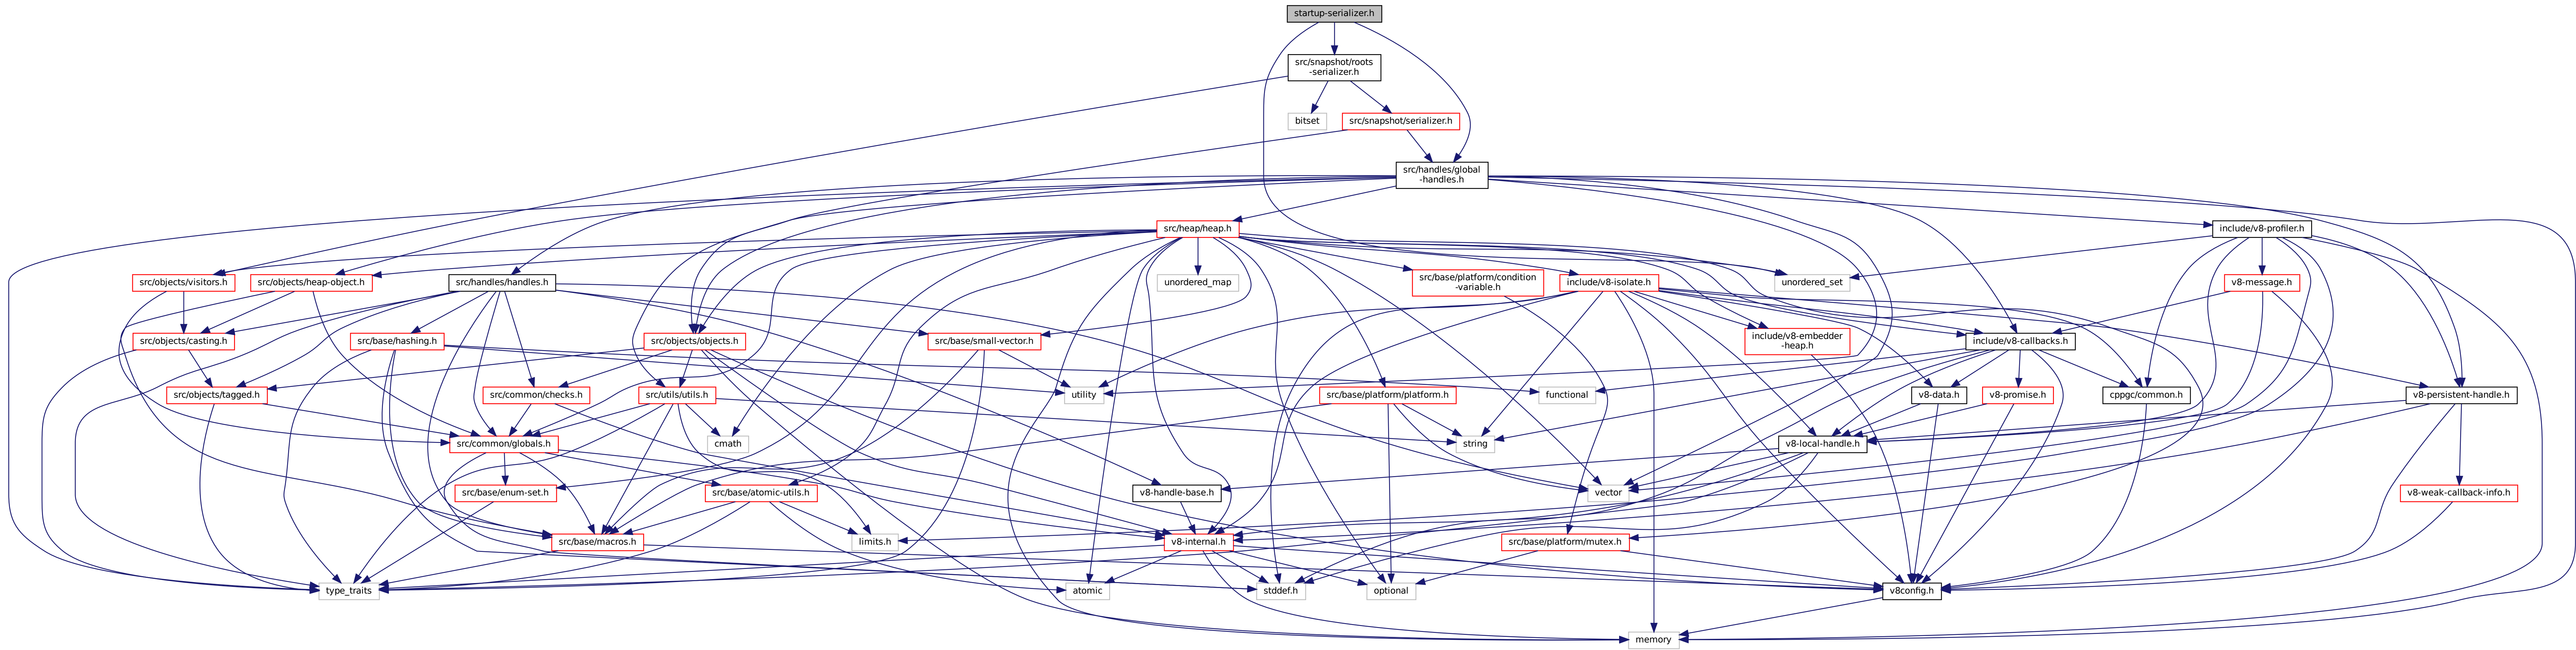 startup-serializer.h
src/snapshot/roots
-serializer.h
bitset
src/snapshot/serializer.h
src/handles/global
-handles.h
src/heap/heap.h
include/v8-profiler.h
src/objects/visitors.h
src/objects/heap-object.h
src/handles/handles.h
unordered_map
src/base/platform/condition
-variable.h
include/v8-isolate.h
unordered_set
v8-message.h
src/objects/casting.h
src/base/hashing.h
src/objects/objects.h
src/base/small-vector.h
include/v8-embedder
-heap.h
include/v8-callbacks.h
src/objects/tagged.h
src/common/checks.h
src/utils/utils.h
utility
src/base/platform/platform.h
functional
v8-data.h
v8-promise.h
cppgc/common.h
v8-persistent-handle.h
src/common/globals.h
cmath
string
v8-local-handle.h
src/base/enum-set.h
src/base/atomic-utils.h
v8-handle-base.h
vector
v8-weak-callback-info.h
src/base/macros.h
limits.h
v8-internal.h
src/base/platform/mutex.h
type_traits
atomic
stddef.h
optional
v8config.h
memory